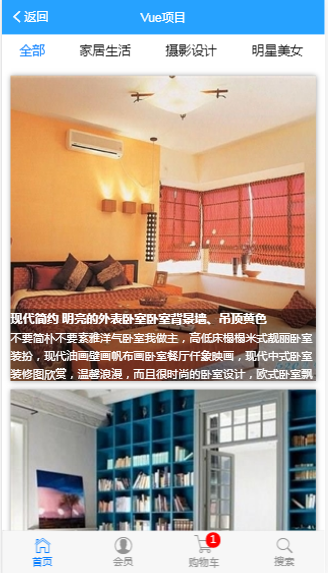 返回
Vue项目
全部 家居生活 摄影设计 明星美女
现代简约 明亮的外表卧室卧室背景墙、吊顶黄色
不要简朴不要素雅洋气卧室我做主，高低床榻榻米式靓丽卧室
装扮，现代油画壁画帆布画卧室餐厅仟象映画，现代中式卧室
装修图欣赏，温馨浪漫，而且很时尚的卧室设计，欧式卧室飘
1
首页 会员 购物车 搜索